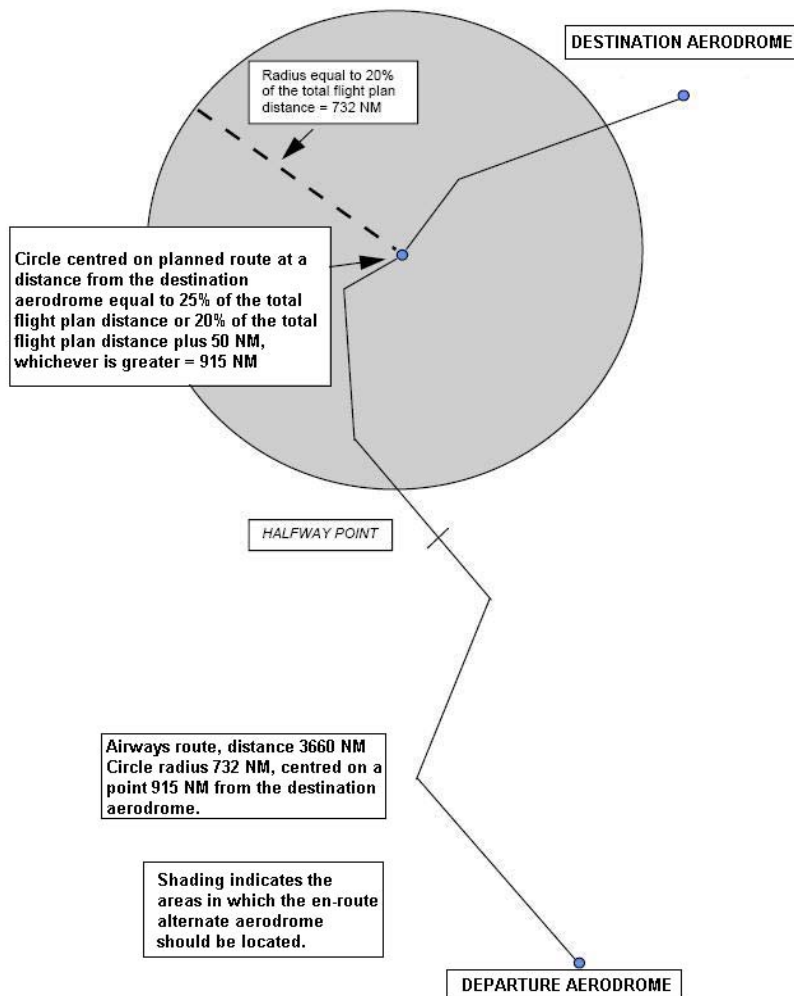 DESTINATION AERODROME
Radius equal to 20%
of the total flight plan
distance = 732 NM
Circle centred on planned route at a
distance from the destination
aerodrome equal to 25% of the total
flight plan distance or 20% of the total
flight plan distance plus 50 NM,
whichever is greater = 915 NM
HALFWAY POINT
Airways route, distance 3660 NM
Circle radius 732 NM, centred on a
point 915 NM from the destination
aerodrome.
Shading indicates the
areas in which the en-route
alternate aerodrome
should be located.
DEPARTURE AERODROME